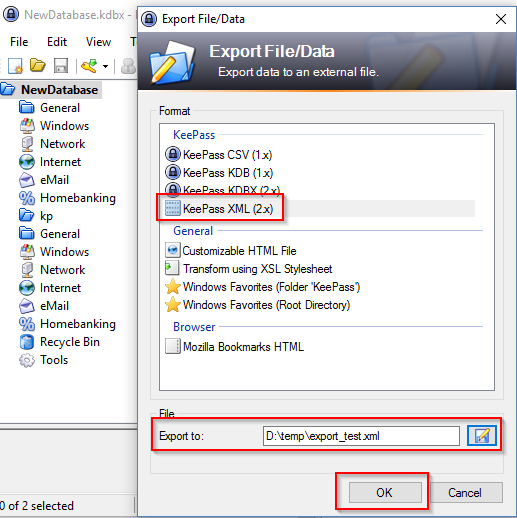 NewDatabase.kdbx -
File Edit View
NewDatabase
General
Windows
Network
Internet
eMail
Homebanking
kp
General
Windows
Network
Internet
eMail
Homebanking
Recycle Bin
Tools
0 of 2 selected
Export File/Data
Export File/Data
Export data to an external file.
Format
KeePass
KeePass CSV (1.x)
KeePass KDB (1.x)
KeePass KDBX (2.x)
KeePass XML (2.x)
General
Customizable HTML File
Transform using XSL Stylesheet
Windows Favorites (Folder 'KeePass')
Windows Favorites (Root Directory)
Browser
Mozilla Bookmarks HTML
File
Export to: D:\temp\export_test.xml
OK Cancel